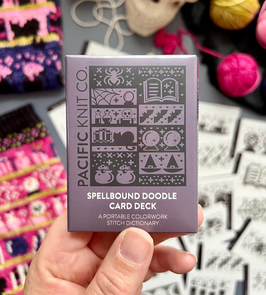 PACIFIC KNIT CO.
SPELLBOUND DOODLE
CARD DECK
A PORTABLE COLORWORK
STITCH DICTIONARY